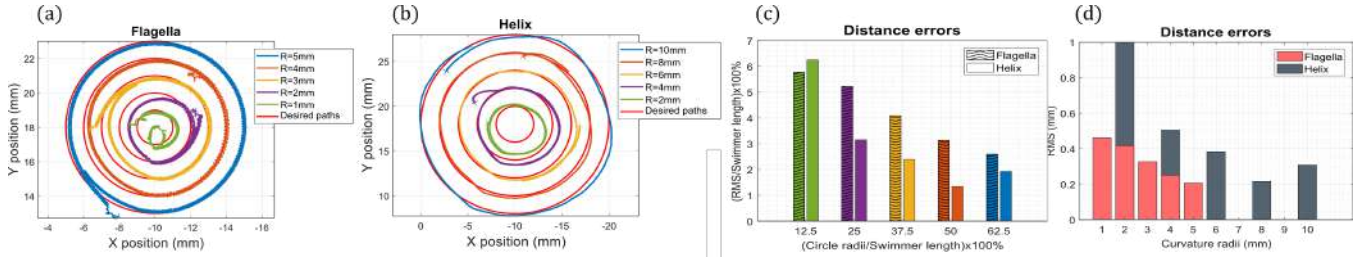 (a)
Flagella
Y position (mm)
22
20
18
16
14
-4 -6 -8 -10 -12 -14 -16
X position (mm)
R=5mm
R=4mm
R=3mm
R=2mm
R=1mm
Desired paths
(b)
Helix
Y position (mm)
25
20
15
10
0 -5 -10 -15 -20
X position (mm)
R=10mm
R=8mm
R=6mm
R=4mm
R=2mm
Desired paths
(c)
Distance errors
(RMS/Swimmer length)x100%
7
6
5
4
3
2
1
0
12.5 25 37.5 50 62.5
(Circle radii/Swimmer length)x100%
Flagella
Helix
(d)
Distance errors
RMS (mm)
1
0.8
0.6
0.4
0.2
0
1 2 3 4 5 6 7 8 9 10
Curvature radii (mm)
Flagella
Helix